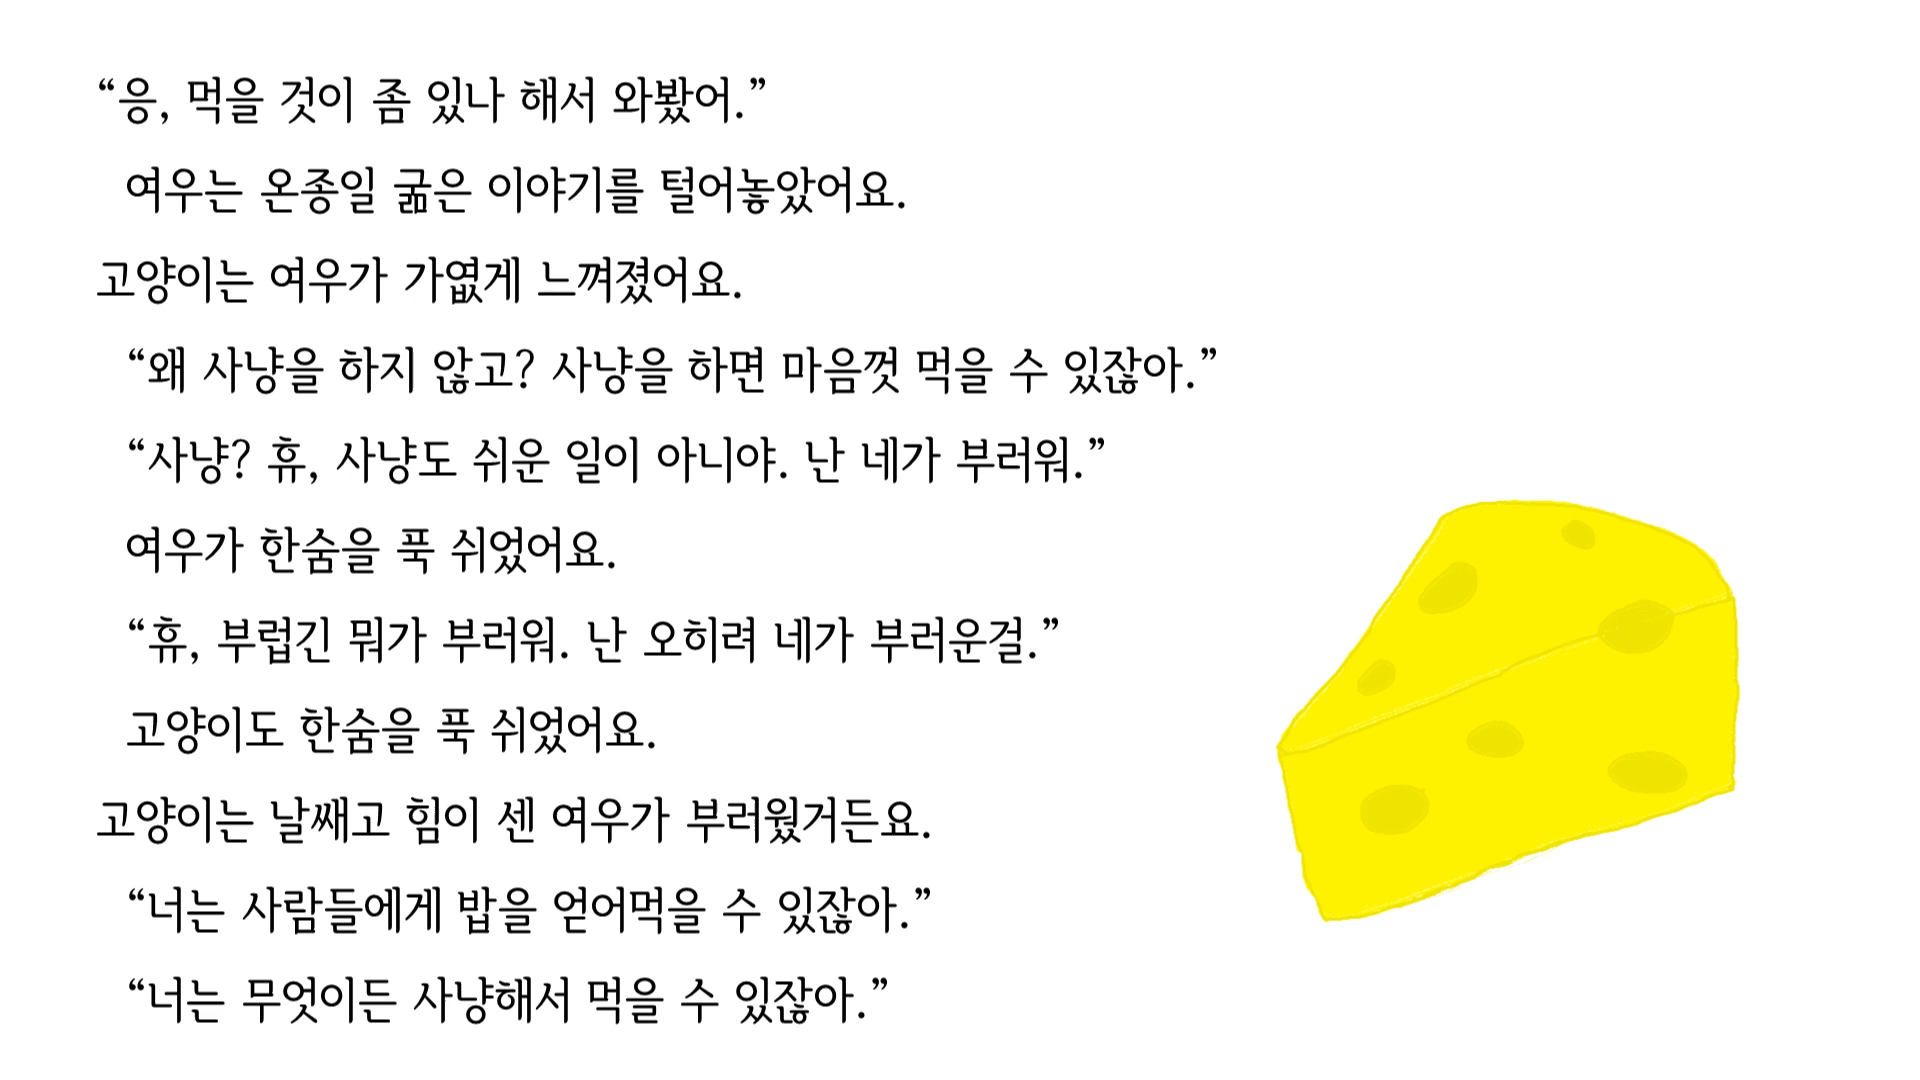 “응, 먹을 것이 좀 있나 해서 와봤어.”
여우는 온종일 굶은 이야기를 털어놓았어요.
고양이는 여우가 가엾게 느껴졌어요.
“왜 사냥을 하지 않고? 사냥을 하면 마음껏 먹을 수 있잖아.”
“사냥? 휴, 사냥도 쉬운 일이 아니야. 난 네가 부러워.”
여우가 한숨을 푹 쉬었어요.
“휴, 부럽긴 뭐가 부러워. 난 오히려 네가 부러운걸.”
고양이도 한숨을 푹 쉬었어요.
고양이는 날쌔고 힘이 센 여우가 부러웠거든요.
“너는 사람들에게 밥을 얻어먹을 수 있잖아.”
“너는 무엇이든 사냥해서 먹을 수 있잖아.”